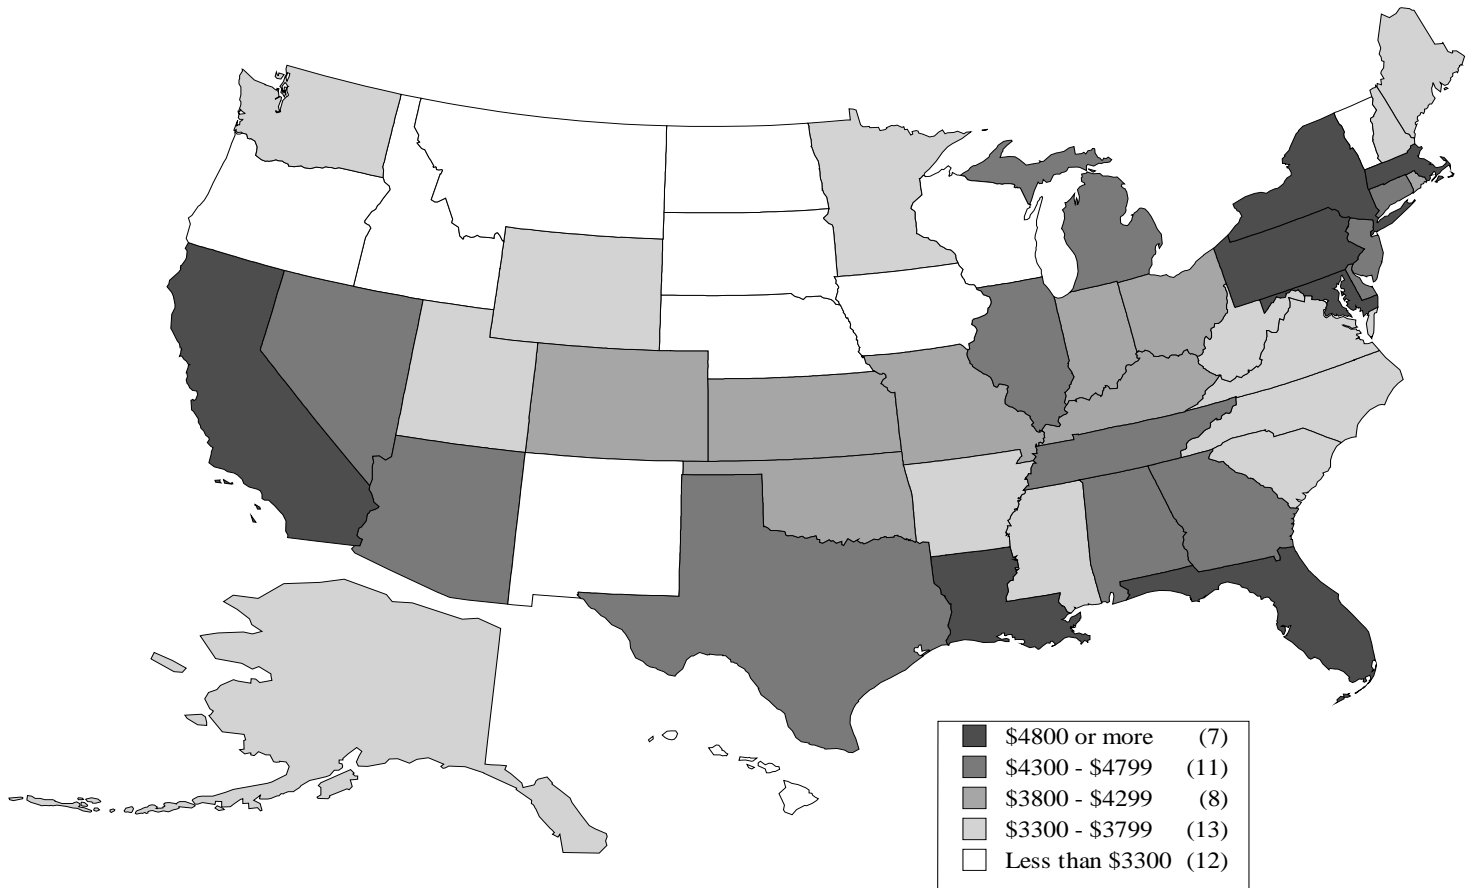 $4800 or more (7)
$4300 - $4799 (11)
$3800 - $4299 (8)
$3300 - $3799 (13)
Less than $3300 (12)